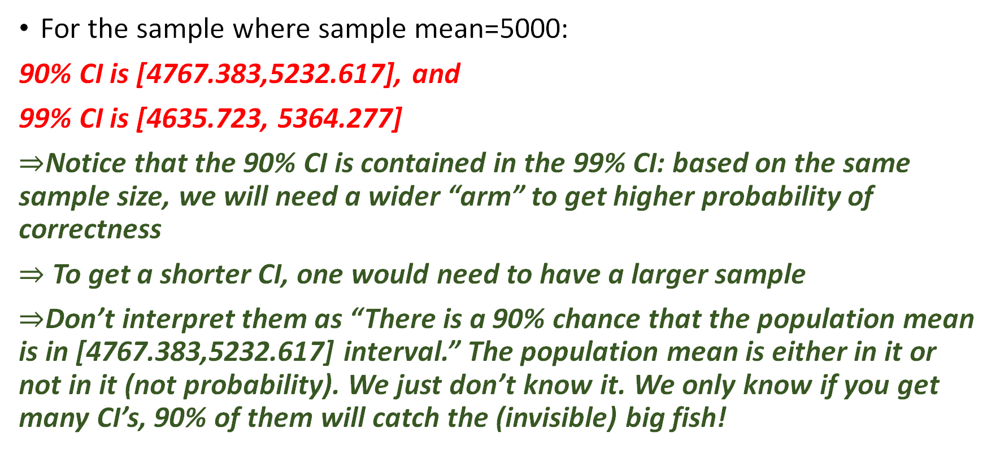 • For the sample where sample mean=5000:
90% CI is [4767.383,5232.617], and
99% CI is [4635.723, 5364.277]
⇒Notice that the 90% CI is contained in the 99% CI: based on the same
sample size, we will need a wider “arm” to get higher probability of
correctness
⇒ To get a shorter CI, one would need to have a larger sample
⇒Don’t interpret them as “There is a 90% chance that the population mean
is in [4767.383,5232.617] interval.” The population mean is either in it or
not in it (not probability). We just don’t know it. We only know if you get
many CI’s, 90% of them will catch the (invisible) big fish!